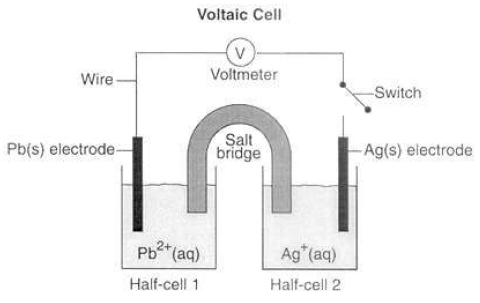 Voltaic Cell
V
Wire
Voltmeter
Switch
Pb(s) electrode
Salt
bridge
Ag(s) electrode
Pb²⁺(aq)
Ag⁺(aq)
Half-cell 1
Half-cell 2